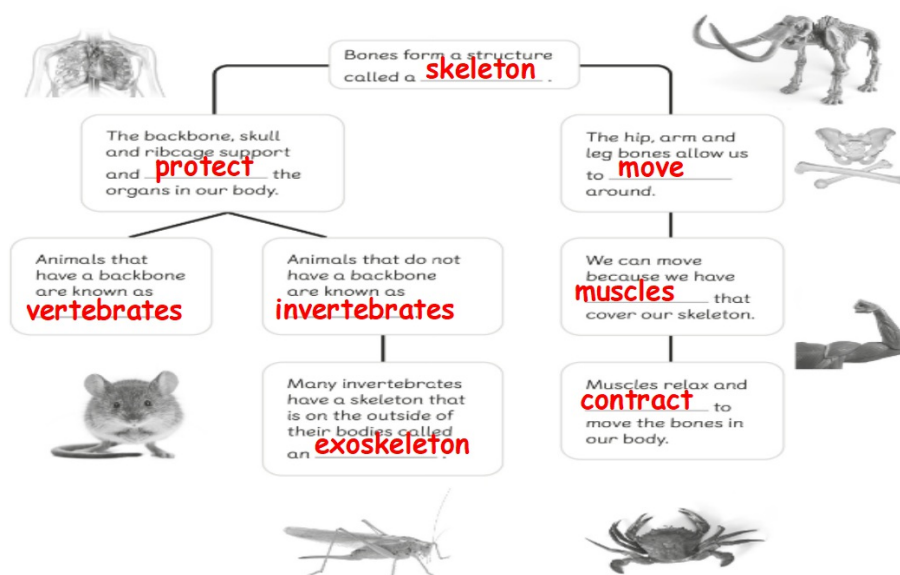 Bones form a structure
called a skeleton .
The backbone, skull
and ribcage support
and protect the
organs in our body.
The hip, arm and
leg bones allow us
to move
around.
Animals that
have a backbone
are known as
vertebrates
Animals that do not
have a backbone
are known as
invertebrates
We can move
because we have
muscles that
cover our skeleton.
Many invertebrates
have a skeleton that
is on the outside of
their bodies called
an exoskeleton .
Muscles relax and
contract to
move the bones in
our body.